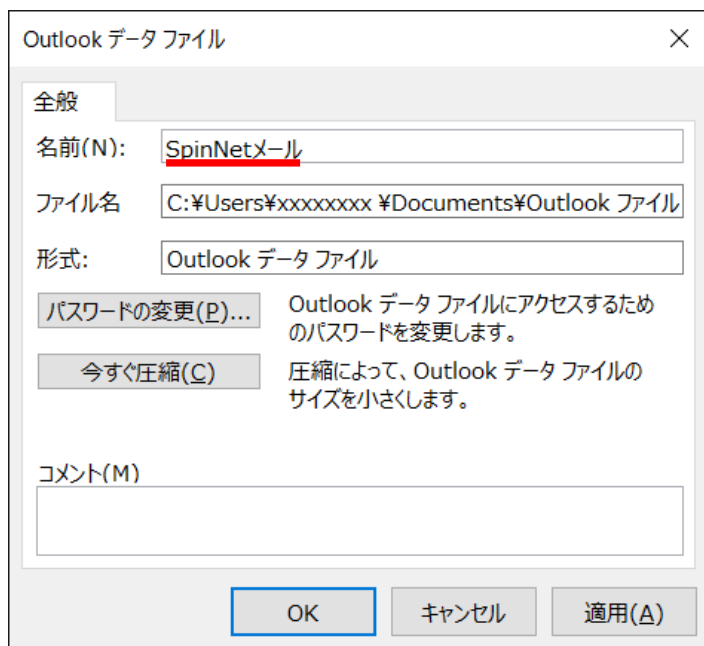 Outlook データ ファイル
全般
名前(N): SpinNetメール
ファイル名 C:¥Users¥xxxxxxxx ¥Documents¥Outlook ファイル
形式: Outlook データ ファイル
パスワードの変更(P)... Outlook データ ファイルにアクセスするため
のパスワードを変更します。
今すぐ圧縮(C) 圧縮によって、Outlook データ ファイルの
サイズを小さくします。
コメント(M)
OK キャンセル 適用(A)